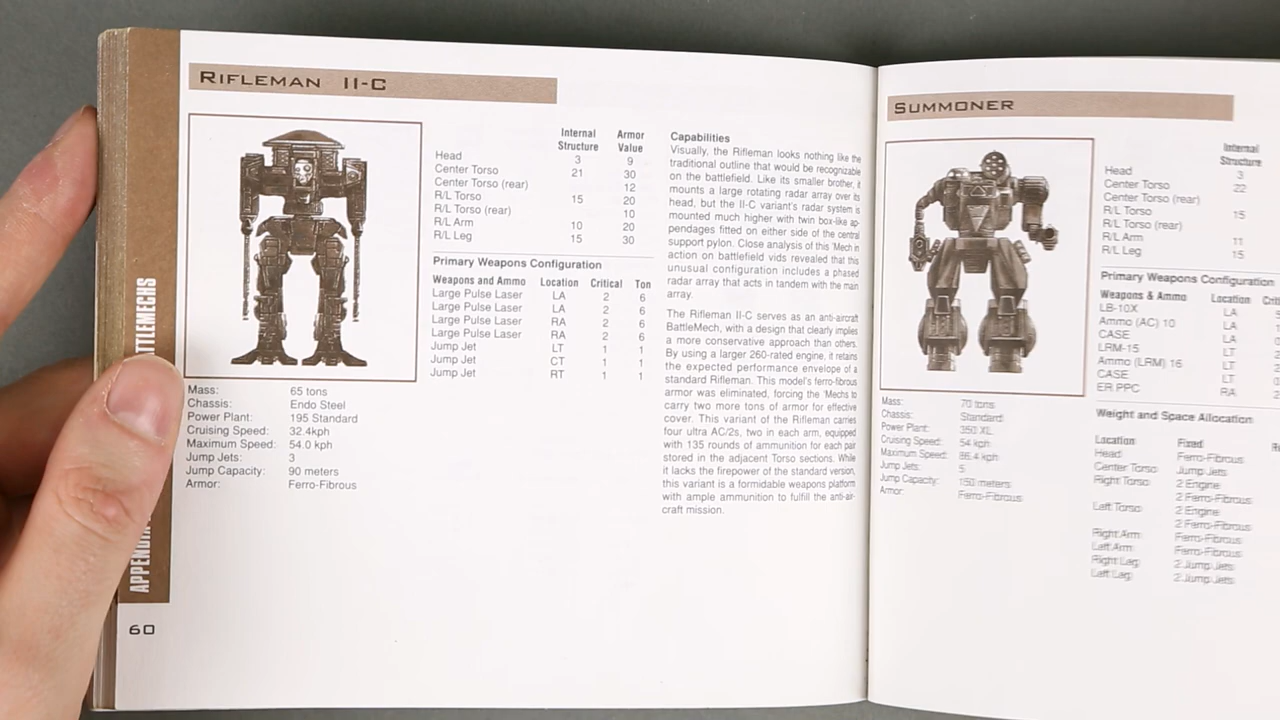 RIFLEMAN II-C
Internal Structure Armor Value
Head 3 9
Center Torso 21 30
Center Torso (rear) 12
R/L Torso 15 20
R/L Torso (rear) 10
R/L Arm 10 20
R/L Leg 15 30
Primary Weapons Configuration
Weapons and Ammo Location Critical Ton
Large Pulse Laser LA 2 6
Large Pulse Laser LA 2 6
Large Pulse Laser RA 2 6
Large Pulse Laser RA 2 6
Jump Jet LT 1 1
Jump Jet CT 1 1
Jump Jet RT 1 1
Mass: 65 tons
Chassis: Endo Steel
Power Plant: 195 Standard
Cruising Speed: 32.4kph
Maximum Speed: 54.0 kph
Jump Jets: 3
Jump Capacity: 90 meters
Armor: Ferro-Fibrous
Capabilities
Visually, the Rifleman looks nothing like the
traditional outline that would be recognizable
on the battlefield. Like its smaller brother, it
mounts a large rotating radar array over its
head, but the II-C variant's radar system is
mounted much higher with twin box-like ap-
pendages fitted on either side of the central
support pylon. Close analysis of this 'Mech in
action on battlefield vids revealed that this
unusual configuration includes a phased
radar array that acts in tandem with the main
array.
The Rifleman II-C serves as an anti-aircraft
BattleMech, with a design that clearly implies
a more conservative approach than others.
By using a larger 260-rated engine, it retains
the expected performance envelope of a
standard Rifleman. This model's ferro-fibrous
armor was eliminated, forcing the 'Mechs to
carry two more tons of armor for effective
cover. This variant of the Rifleman carries
four ultra AC/2s, two in each arm, equipped
with 135 rounds of ammunition for each pair
stored in the adjacent Torso sections. While
it lacks the firepower of the standard version,
this variant is a formidable weapons platform
with ample ammunition to fulfill the anti-air-
craft mission.
TTLEMECHS
60
SUMMONER
Internal
Structure
Head 3
Center Torso 22
Center Torso (rear)
R/L Torso 15
R/L Torso (rear)
R/L Arm 11
R/L Leg 15
Primary Weapons Configuration
Weapons & Ammo Location
LB-10X LA
Ammo (AC) 10 LA
CASE LA
LRM-15 LT
Ammo (LRM) 16 LT
CASE LT
ER PPC RA
Weight and Space Allocation
Location Fixed
Head Ferro-Fibrous
Center Torso Jump Jets
Right Torso 2 Engine
2 Ferro-Fibrous
Left Torso 2 Engine
2 Ferro-Fibrous
Right Arm Ferro-Fibrous
Left Arm Ferro-Fibrous
Right Leg 2 Jump Jets
Left Leg 2 Jump Jets
Mass: 70 tons
Chassis: Standard
Power Plant: 350 XL
Cruising Speed: 54 kph
Maximum Speed: 86.4 kph
Jump Jets: 5
Jump Capacity: 150 meters
Armor: Ferro-Fibrous